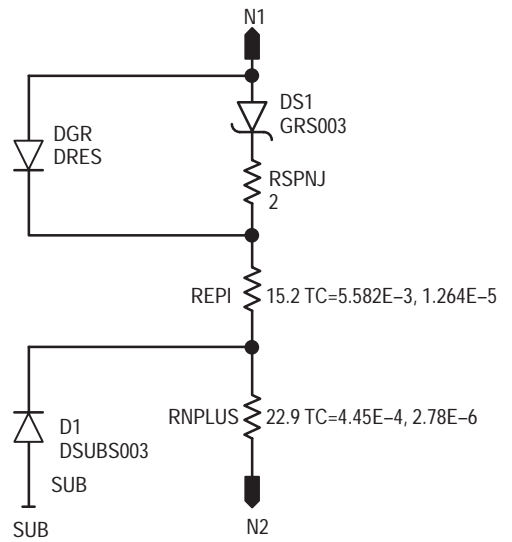 N1
DS1
GRS003
DGR
DRES
RSPNJ
2
REPI 15.2 TC=5.582E–3, 1.264E–5
RNPLUS 22.9 TC=4.45E–4, 2.78E–6
D1
DSUBS003
SUB
SUB
N2